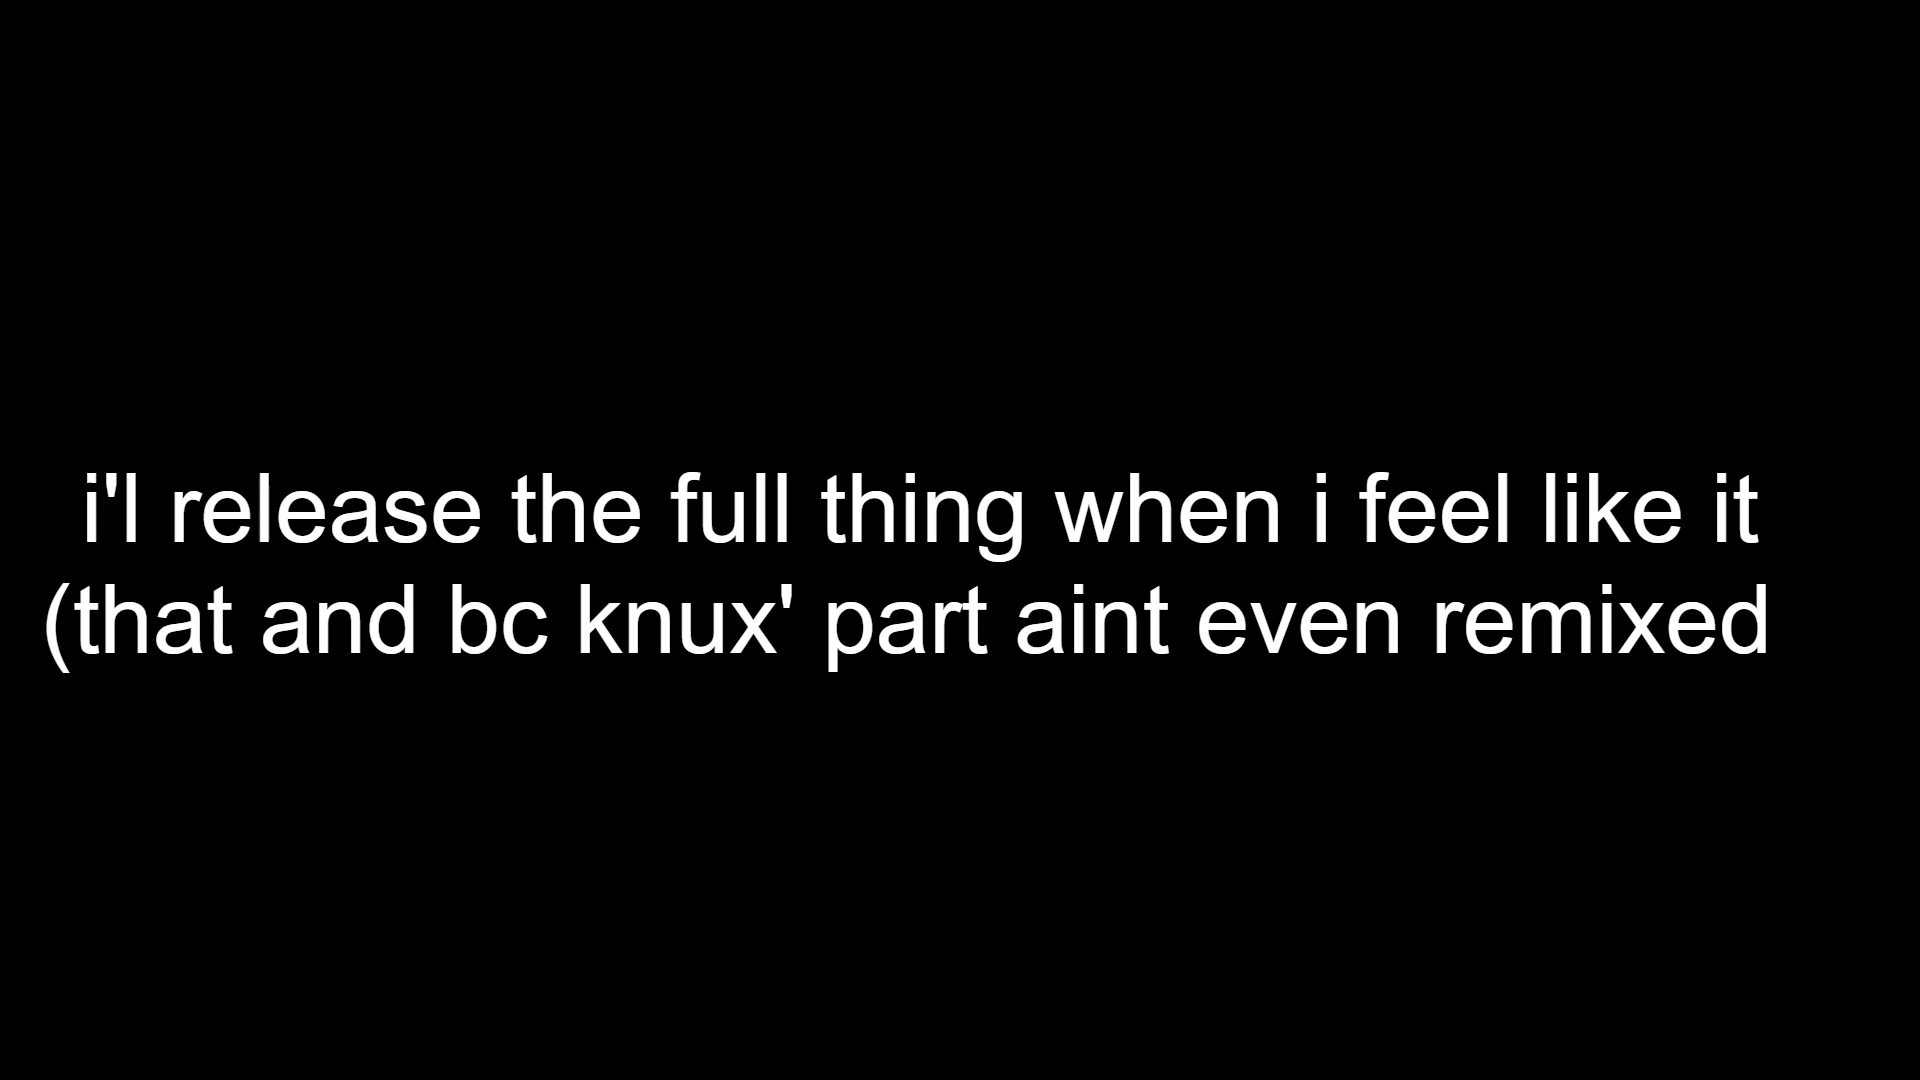 i'l release the full thing when i feel like it
(that and bc knux' part aint even remixed